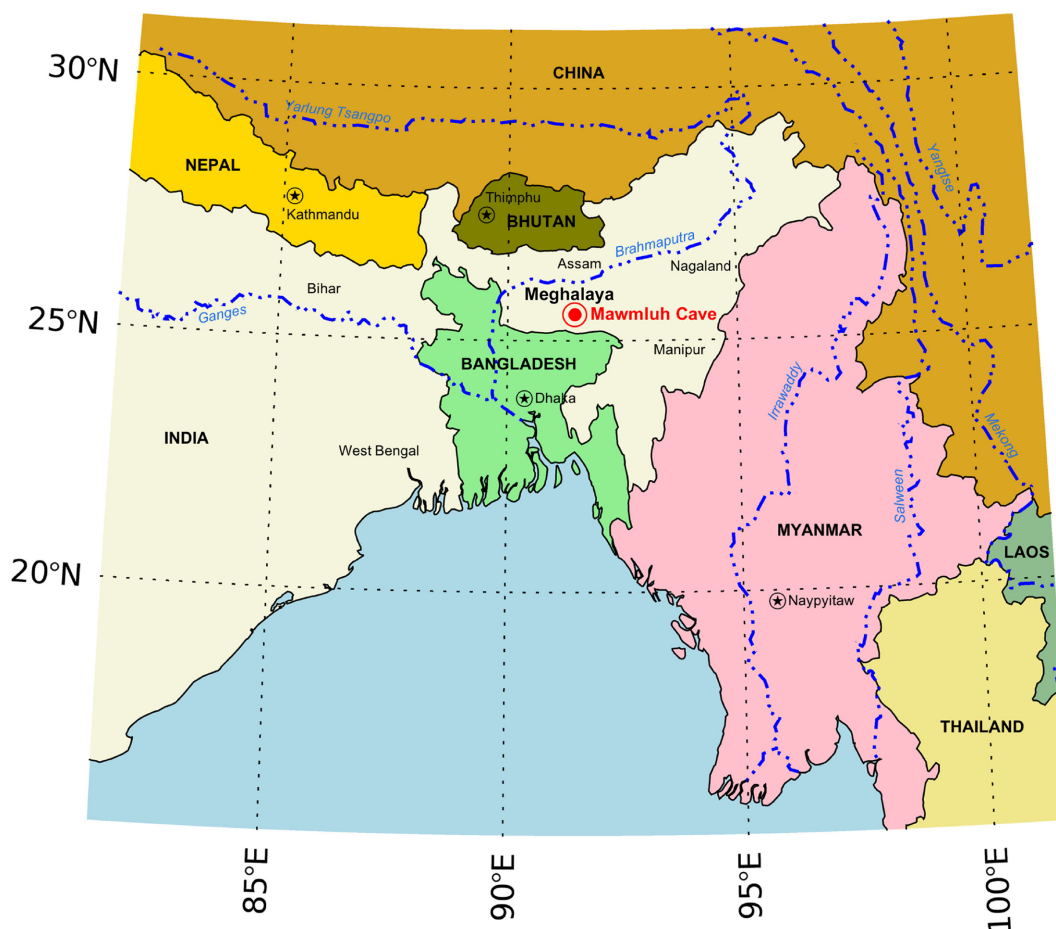 30°N
CHINA
Yarlung Tsangpo
Yangtse
NEPAL
Kathmandu
Thimphu
BHUTAN
Brahmaputra
Assam
Nagaland
Bihar
Meghalaya
Mawmluh Cave
Ganges
25°N
Manipur
BANGLADESH
Irrawaddy
Dhaka
Mekong
INDIA
West Bengal
Salween
MYANMAR
LAOS
20°N
Naypyitaw
THAILAND
85°E
90°E
95°E
100°E